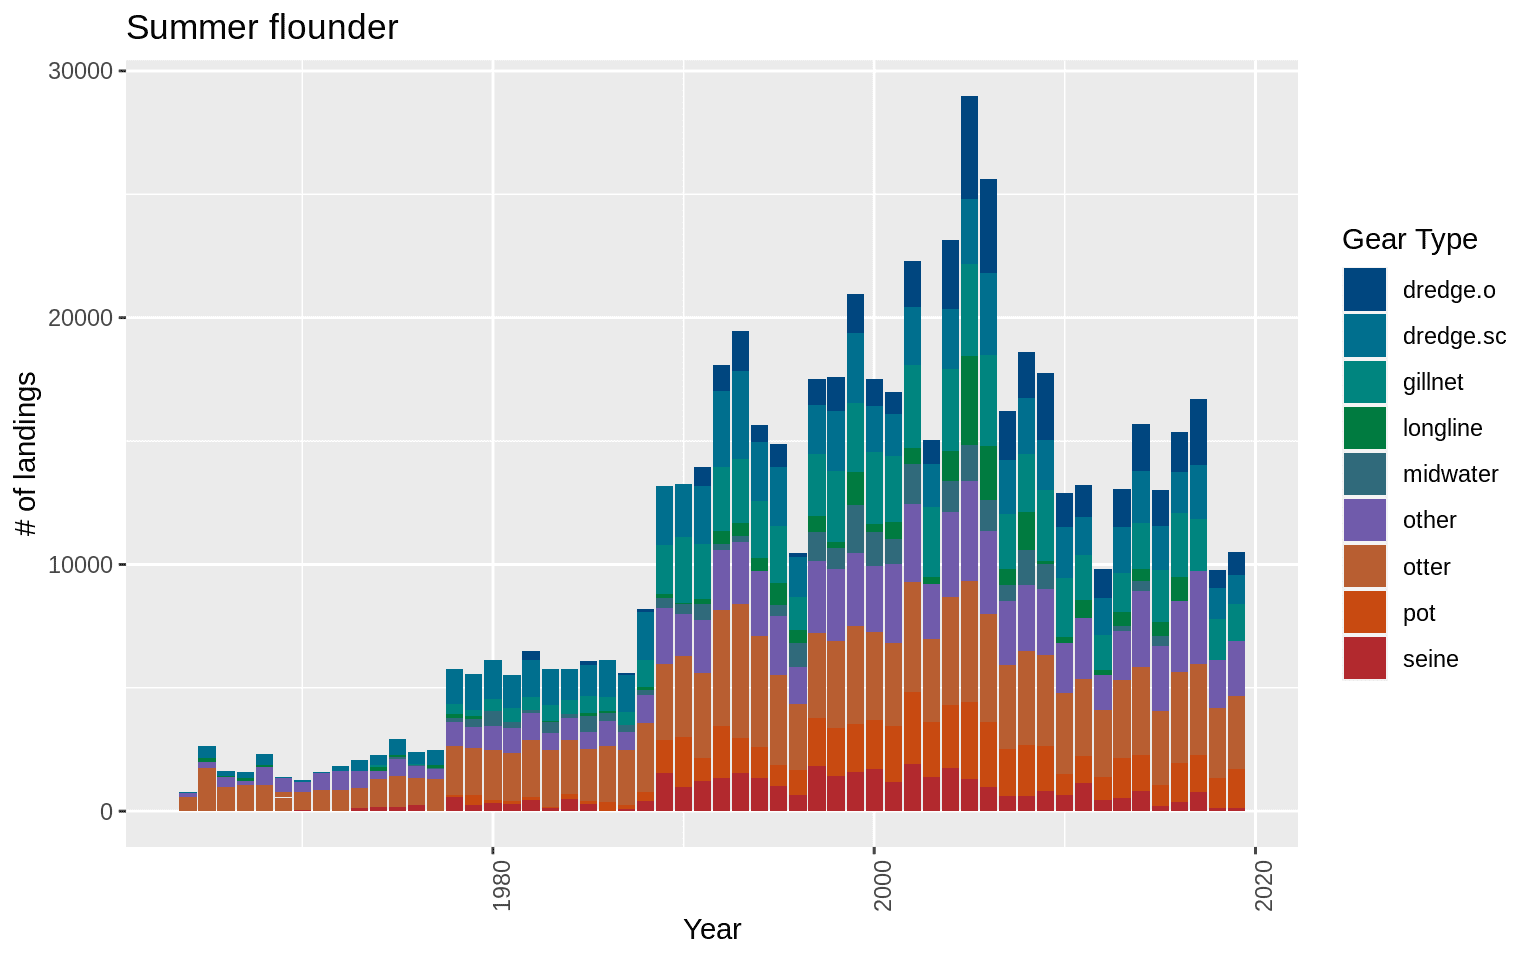 Summer flounder
30000
20000
10000
0
# of landings
1980
2000
2020
Year
Gear Type
dredge.o
dredge.sc
gillnet
longline
midwater
other
otter
pot
seine